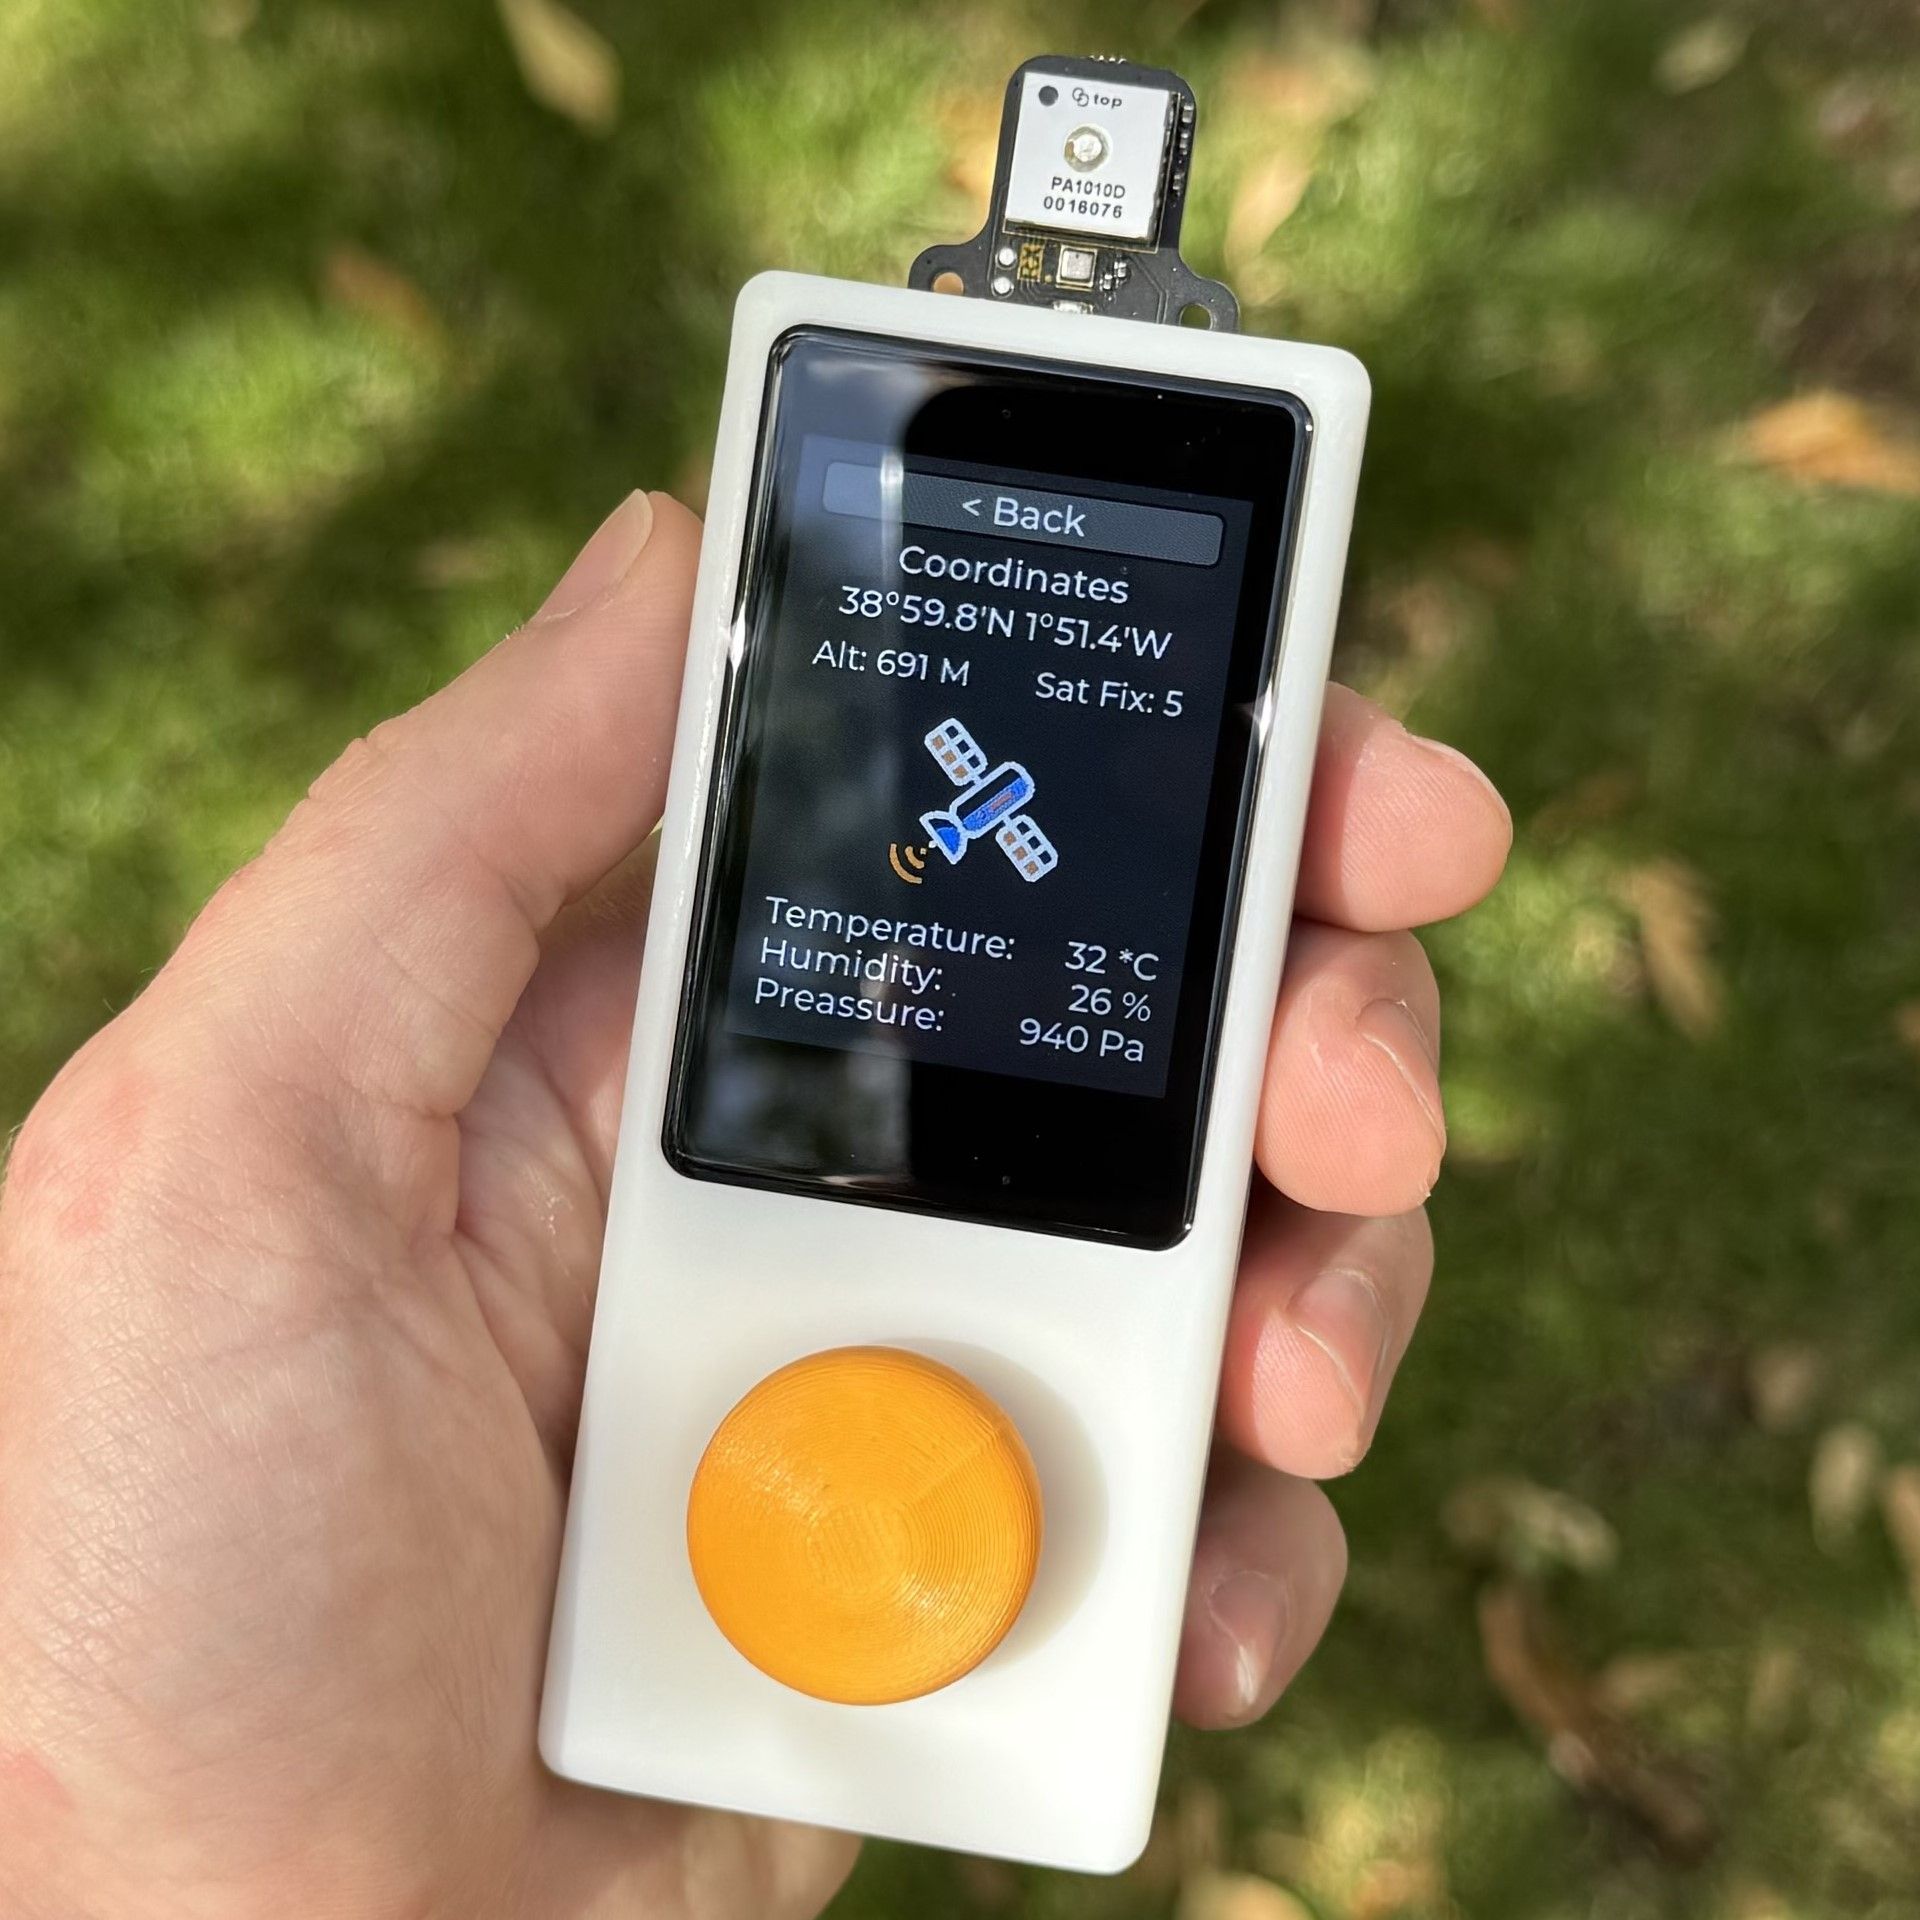 top
PA1010D
0016076
< Back
Coordinates
38°59.8'N 1°51.4'W
Alt: 691 M Sat Fix: 5
Temperature: 32 *C
Humidity: 26 %
Preassure: 940 Pa